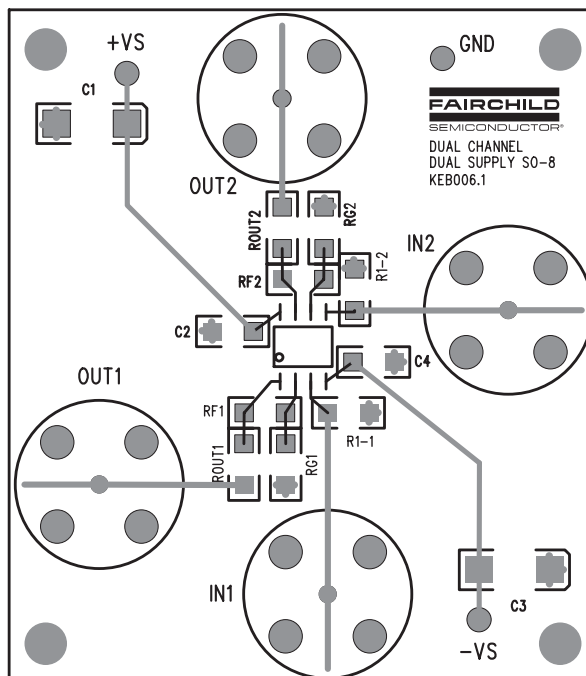 +VS
GND
C1
FAIRCHILD
SEMICONDUCTOR®
DUAL CHANNEL
DUAL SUPPLY SO-8
KEB006.1
OUT2
ROUT2
RG2
IN2
RF2
R1-2
C2
C4
OUT1
RF1
R1-1
ROUT1
RG1
IN1
C3
-VS